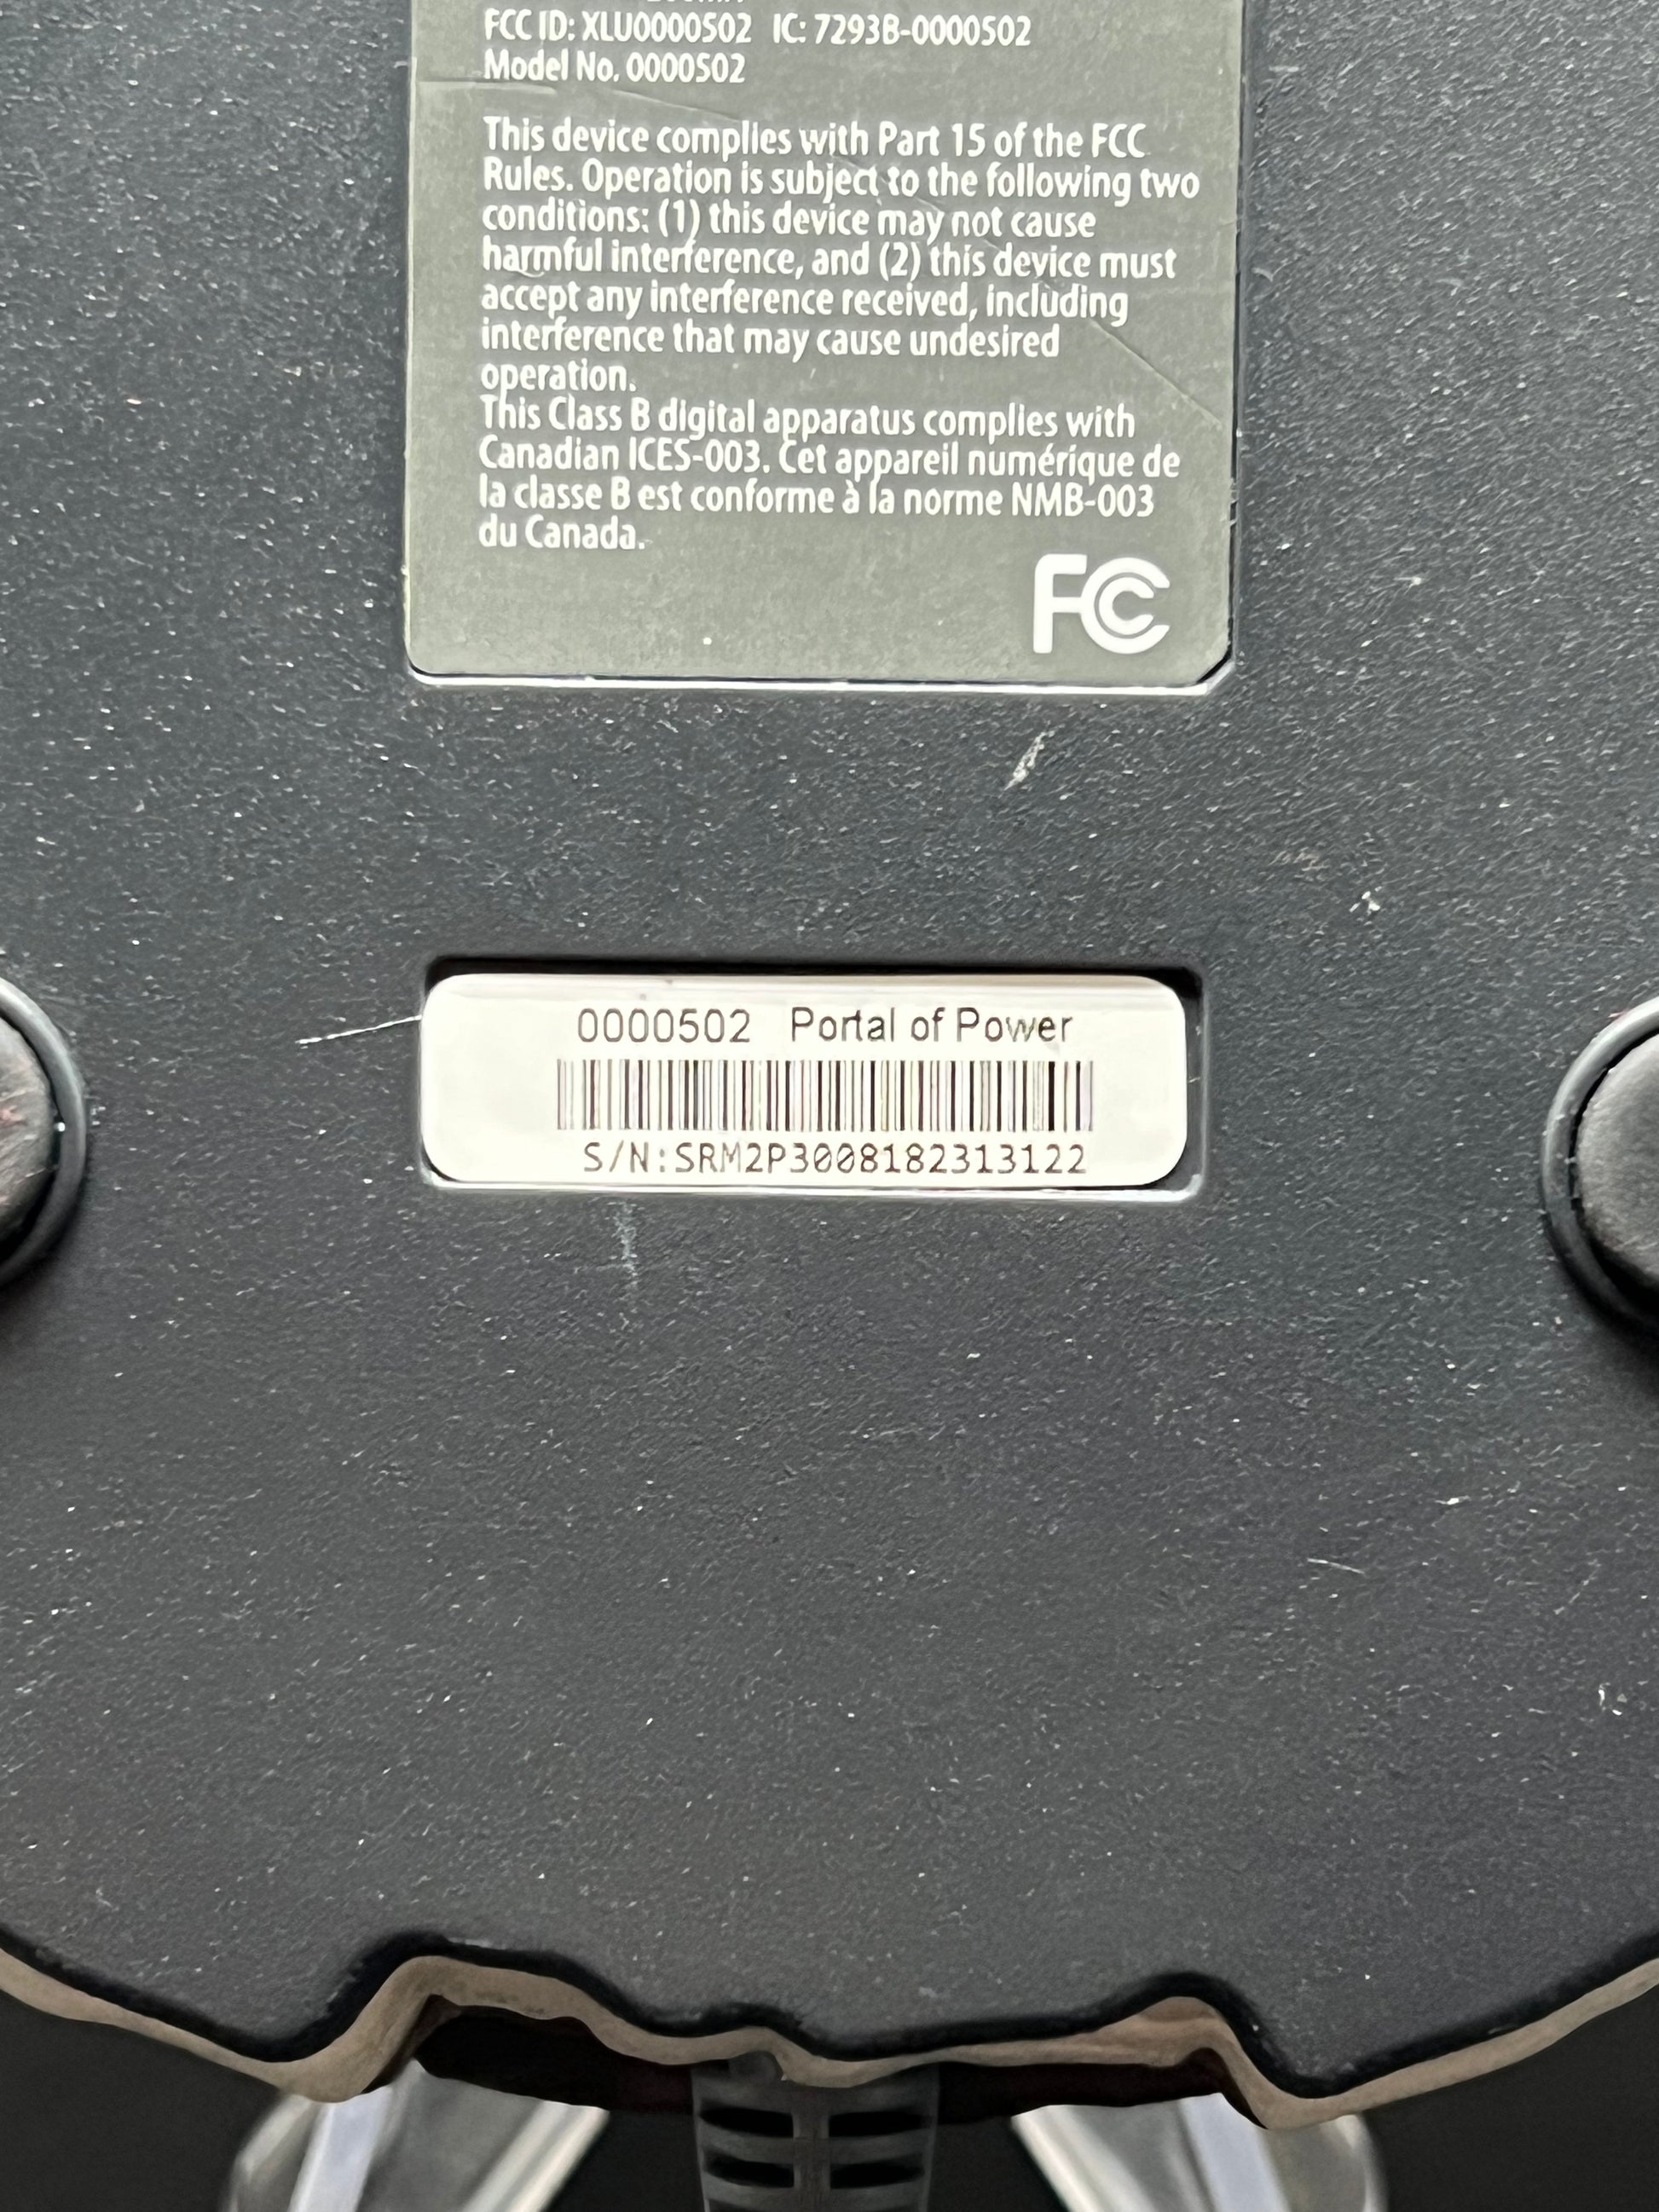 FCC ID: XLU0000502 IC: 7293B-0000502
Model No. 0000502
This device complies with Part 15 of the FCC
Rules. Operation is subject to the following two
conditions: (1) this device may not cause
harmful interference, and (2) this device must
accept any interference received, including
interference that may cause undesired
operation.
This Class B digital apparatus complies with
Canadian ICES-003. Cet appareil numérique de
la classe B est conforme à la norme NMB-003
du Canada.
FC
0000502 Portal of Power
S/N:SRM2P3008182313122